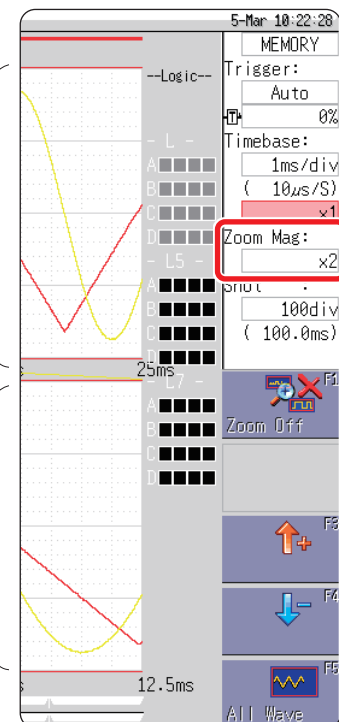 5-Mar 10:22:28
MEMORY
Trigger:
Auto
T 0%
Timebase:
1ms/div
( 10µs/S)
x1
Zoom Mag:
x2
Shot :
100div
( 100.0ms)
--Logic--
- L -
A
B
C
D
- L5 -
A
B
C
D
25ms
- L7 -
A
B
C
D
12.5ms
F1
Zoom Off
F3
+
F4
-
F5
All Wave